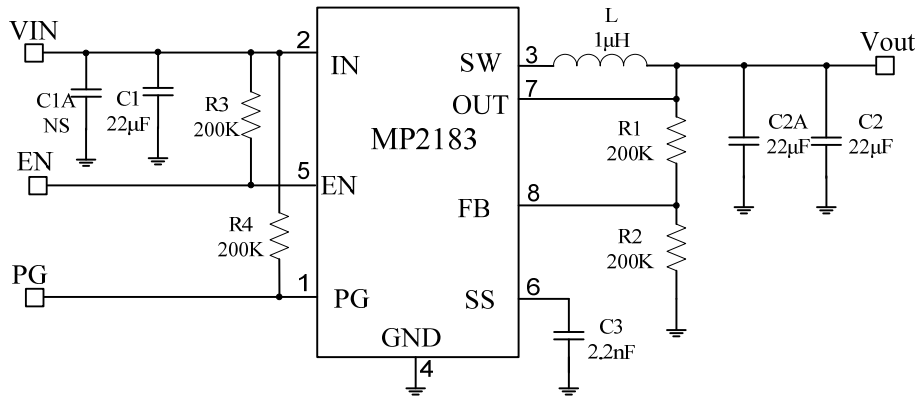 VIN
C1A
NS
C1
22μF
R3
200K
EN
R4
200K
PG
2
IN
5
EN
1
PG
MP2183
SW
OUT
FB
SS
GND
4
3
7
8
6
L
1μH
Vout
R1
200K
C2A
22μF
C2
22μF
R2
200K
C3
2.2nF